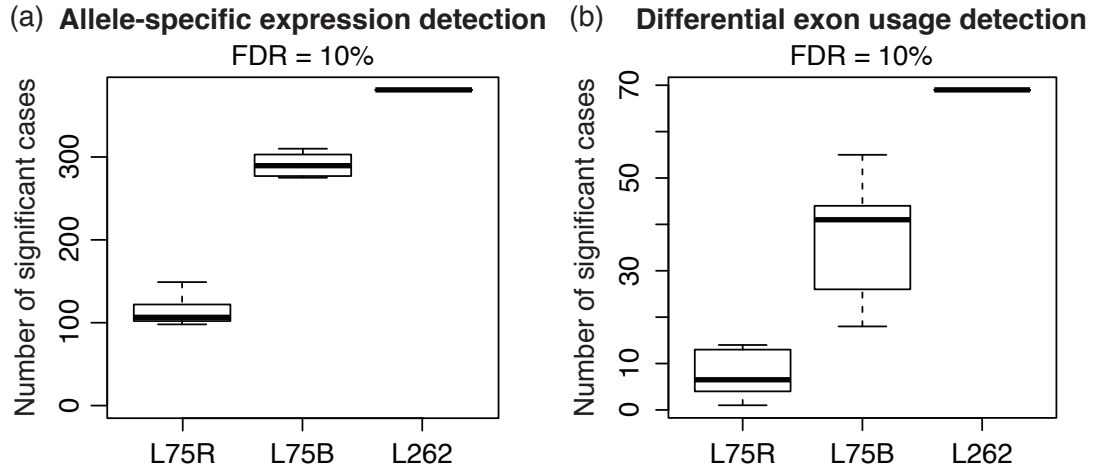 (a) Allele-specific expression detection
FDR = 10%
Number of significant cases
300
200
100
0
L75R L75B L262
(b) Differential exon usage detection
FDR = 10%
Number of significant cases
70
50
30
10
0
L75R L75B L262